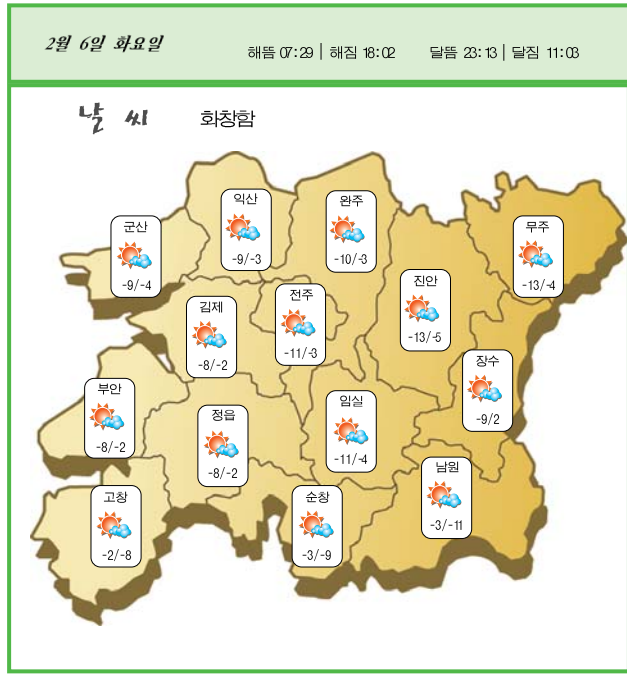 2월 6일 화요일
해뜸 07:29 | 해짐 18:02 달뜸 23:13 | 달짐 11:03
날 씨 화창함
익산
-9/-3
완주
-10/-3
군산
-9/-4
무주
-13/-4
진안
-13/-5
전주
-11/-3
김제
-8/-2
장수
-9/2
부안
-8/-2
정읍
-8/-2
임실
-11/-4
남원
-3/-11
고창
-2/-8
순창
-3/-9